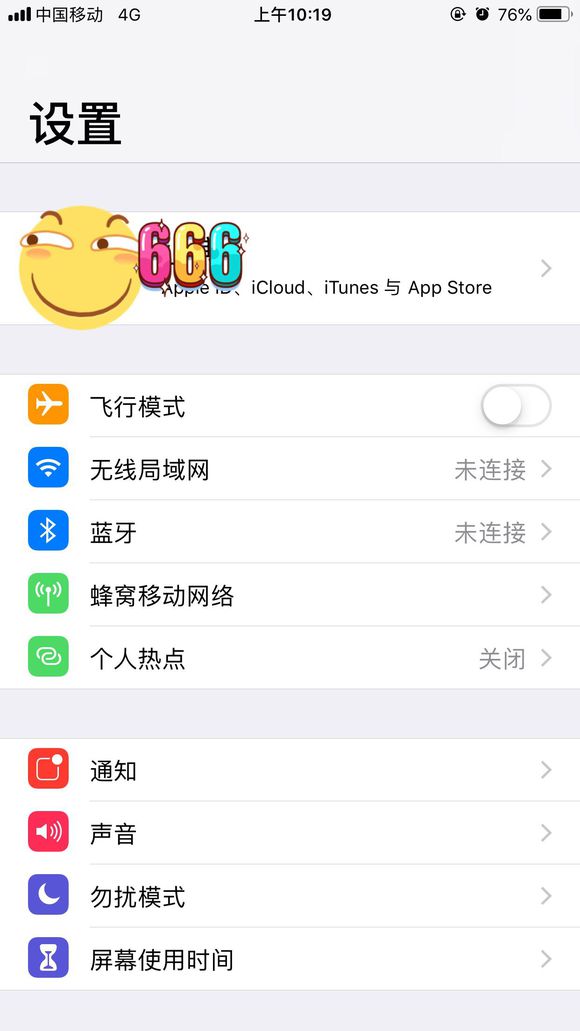 中国移动 4G 上午10:19 76%
设置
666
Apple ID、iCloud、iTunes 与 App Store
飞行模式
无线局域网 未连接
蓝牙 未连接
蜂窝移动网络
个人热点 关闭
通知
声音
勿扰模式
屏幕使用时间